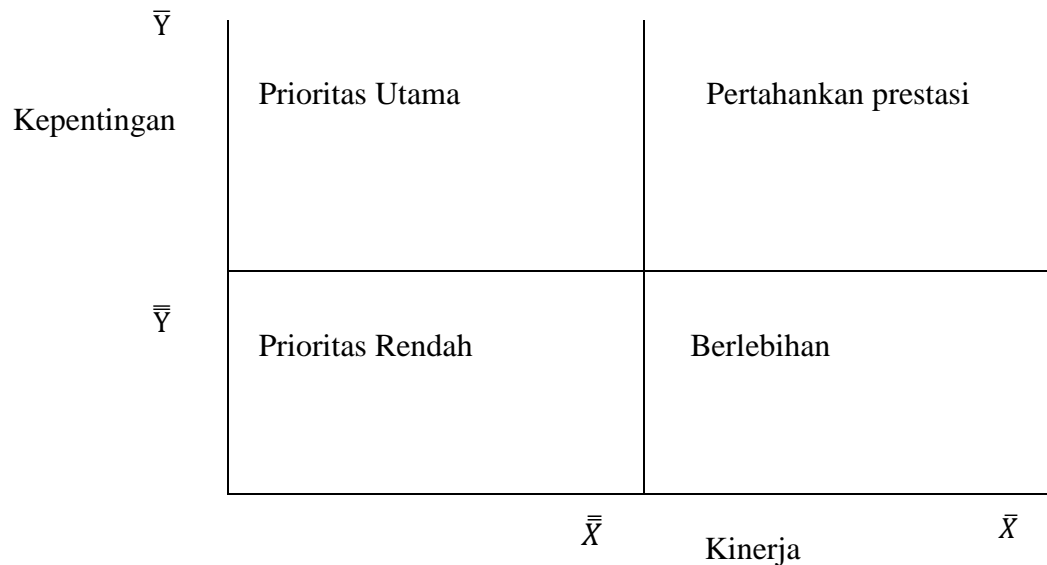 Y̅
Prioritas Utama
Pertahankan prestasi
Kepentingan
Y̿
Prioritas Rendah
Berlebihan
X̿
X̅
Kinerja